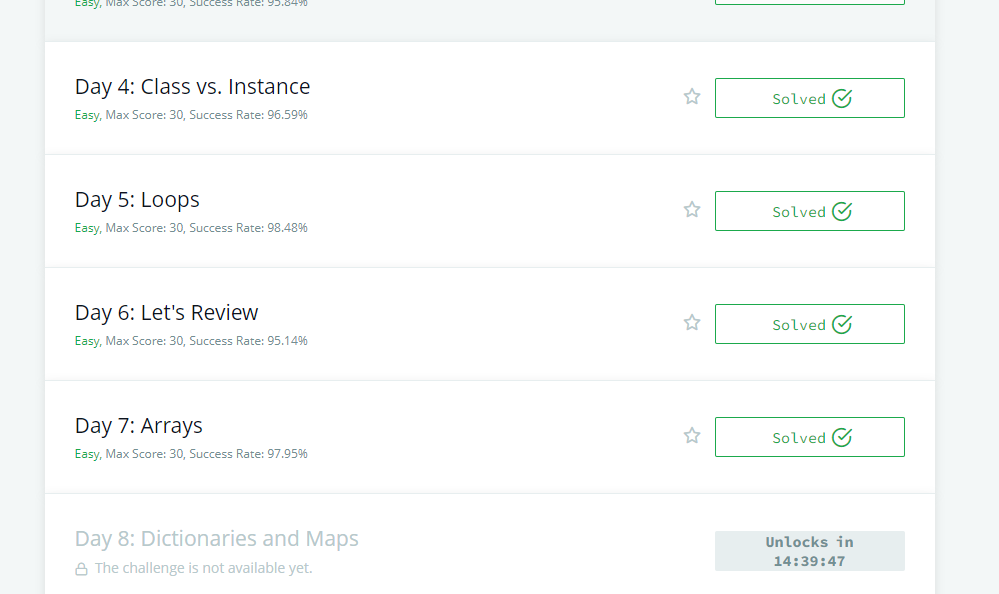 Easy, Max Score: 30, Success Rate: 95.84%
Day 4: Class vs. Instance
Easy, Max Score: 30, Success Rate: 96.59%
Solved
Day 5: Loops
Easy, Max Score: 30, Success Rate: 98.48%
Solved
Day 6: Let's Review
Easy, Max Score: 30, Success Rate: 95.14%
Solved
Day 7: Arrays
Easy, Max Score: 30, Success Rate: 97.95%
Solved
Day 8: Dictionaries and Maps
The challenge is not available yet.
Unlocks in
14:39:47